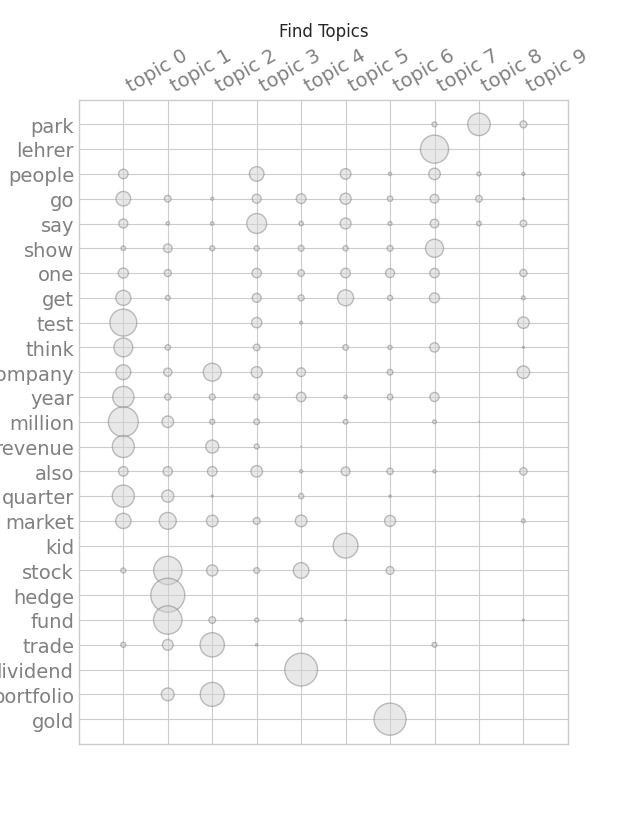 Find Topics
topic 0
topic 1
topic 2
topic 3
topic 4
topic 5
topic 6
topic 7
topic 8
topic 9
park
lehrer
people
go
say
show
one
get
test
think
ompany
year
million
revenue
also
quarter
market
kid
stock
hedge
fund
trade
dividend
portfolio
gold